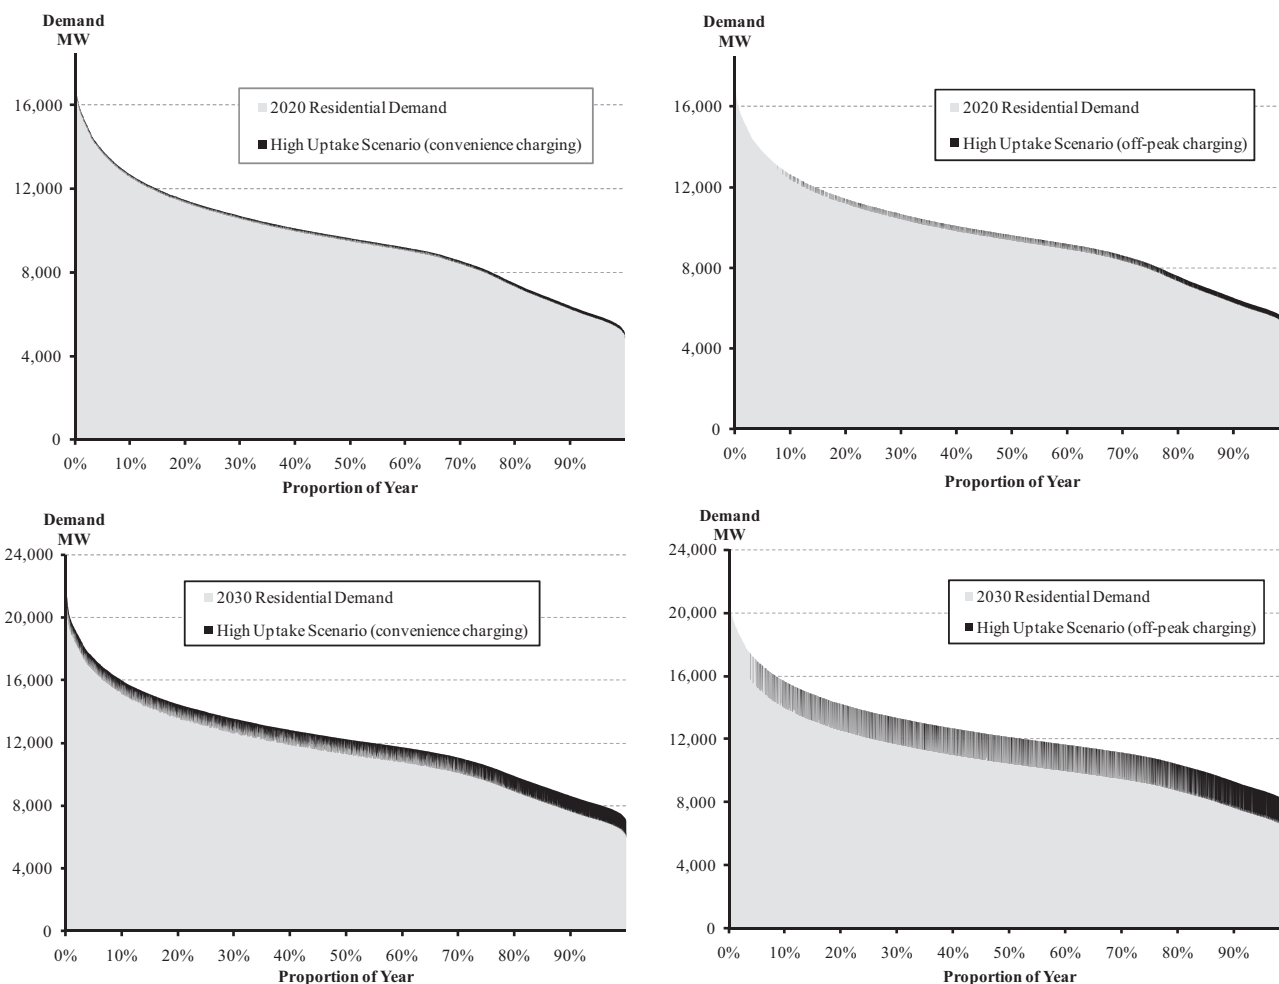 Demand
MW
16,000
12,000
8,000
4,000
0
2020 Residential Demand
High Uptake Scenario (convenience charging)
0% 10% 20% 30% 40% 50% 60% 70% 80% 90%
Proportion of Year
Demand
MW
16,000
12,000
8,000
4,000
0
2020 Residential Demand
High Uptake Scenario (off-peak charging)
0% 10% 20% 30% 40% 50% 60% 70% 80% 90%
Proportion of Year
Demand
MW
24,000
20,000
16,000
12,000
8,000
4,000
0
2030 Residential Demand
High Uptake Scenario (convenience charging)
0% 10% 20% 30% 40% 50% 60% 70% 80% 90%
Proportion of Year
Demand
MW
24,000
20,000
16,000
12,000
8,000
4,000
0
2030 Residential Demand
High Uptake Scenario (off-peak charging)
0% 10% 20% 30% 40% 50% 60% 70% 80% 90%
Proportion of Year